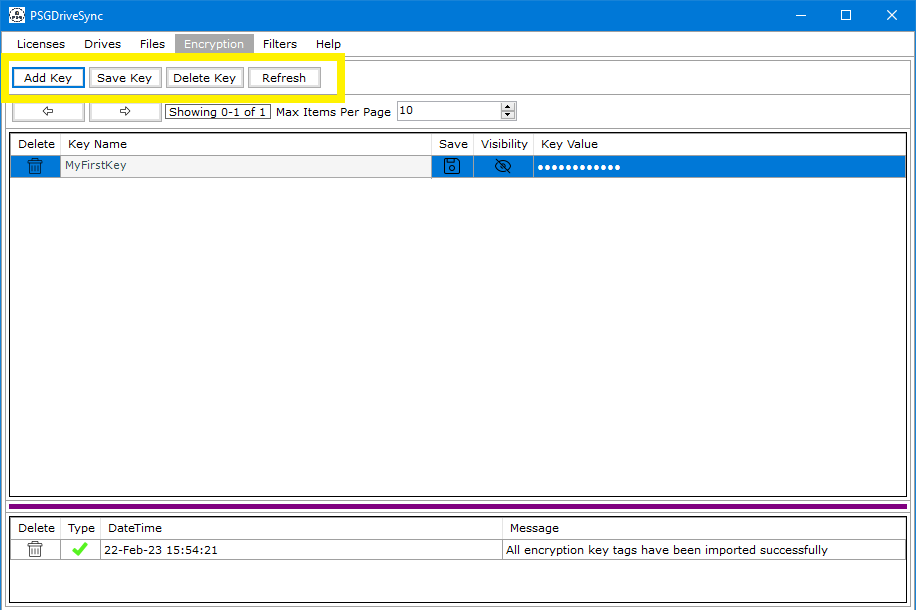 PSGDriveSync
Licenses Drives Files Encryption Filters Help
Add Key Save Key Delete Key Refresh
Showing 0-1 of 1 Max Items Per Page 10
Delete Key Name Save Visibility Key Value
MyFirstKey ●●●●●●●●●●●●
Delete Type DateTime Message
22-Feb-23 15:54:21 All encryption key tags have been imported successfully